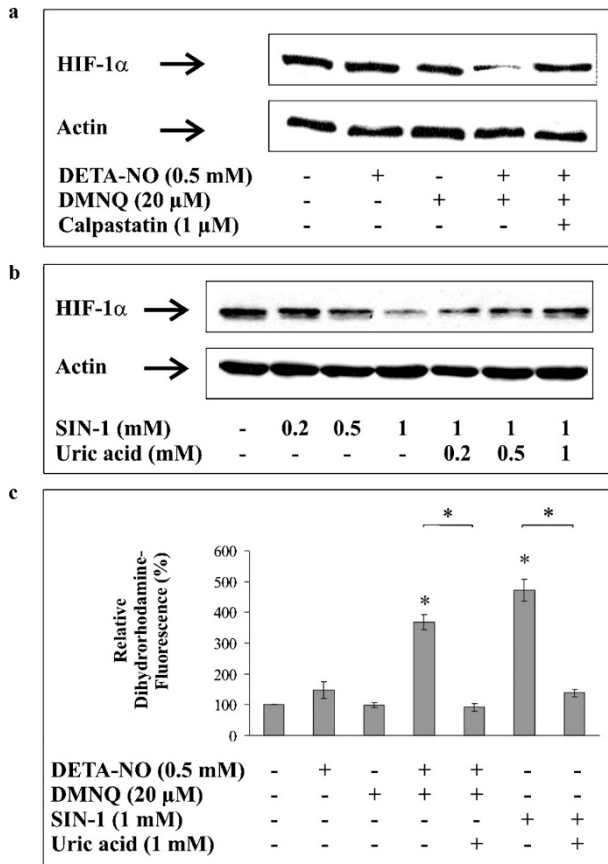 a
HIF-1α
Actin
DETA-NO (0.5 mM) - + - + +
DMNQ (20 µM) - - + + +
Calpastatin (1 µM) - - - - +
b
HIF-1α
Actin
SIN-1 (mM) - 0.2 0.5 1 1 1 1
Uric acid (mM) - - - - 0.2 0.5 1
c
* *
* *
Relative
Dihydrorhodamine-
Fluorescence (%)
600
500
400
300
200
100
0
DETA-NO (0.5 mM) - + - + + - -
DMNQ (20 µM) - - + + + - -
SIN-1 (1 mM) - - - - - + +
Uric acid (1 mM) - - - - + - +